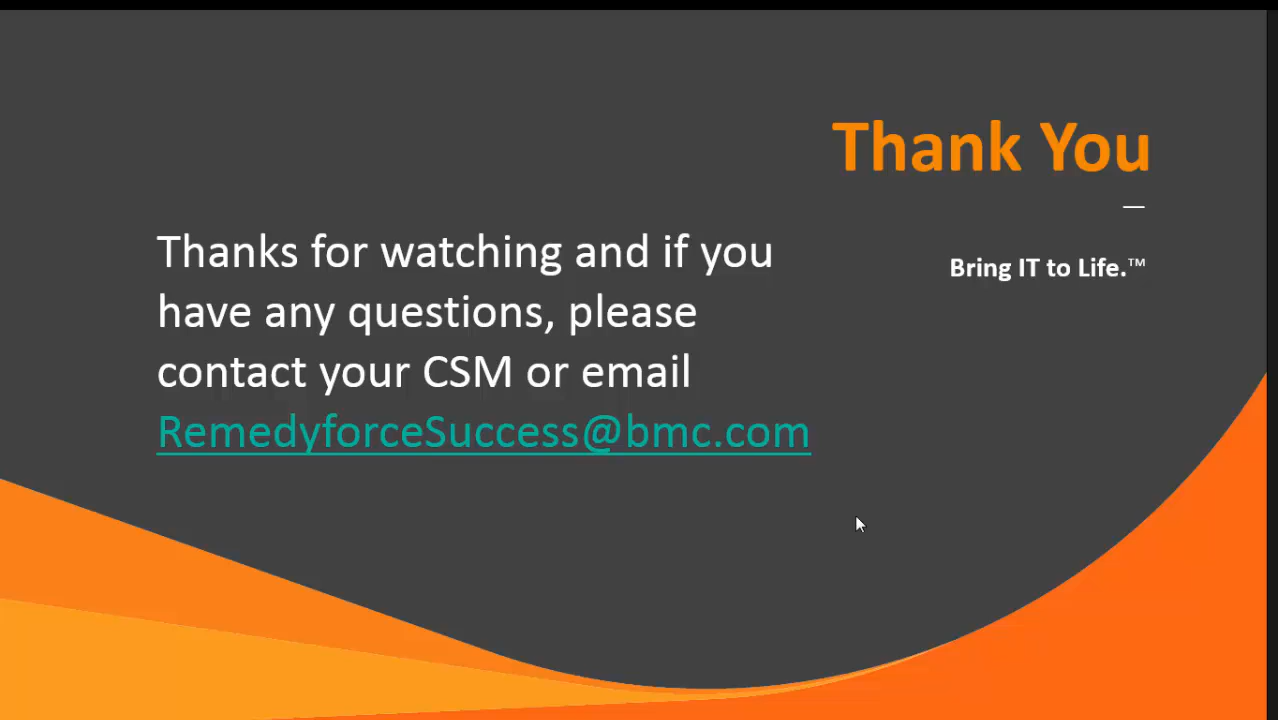 Thank You
Bring IT to Life.™
Thanks for watching and if you
have any questions, please
contact your CSM or email
RemedyforceSuccess@bmc.com